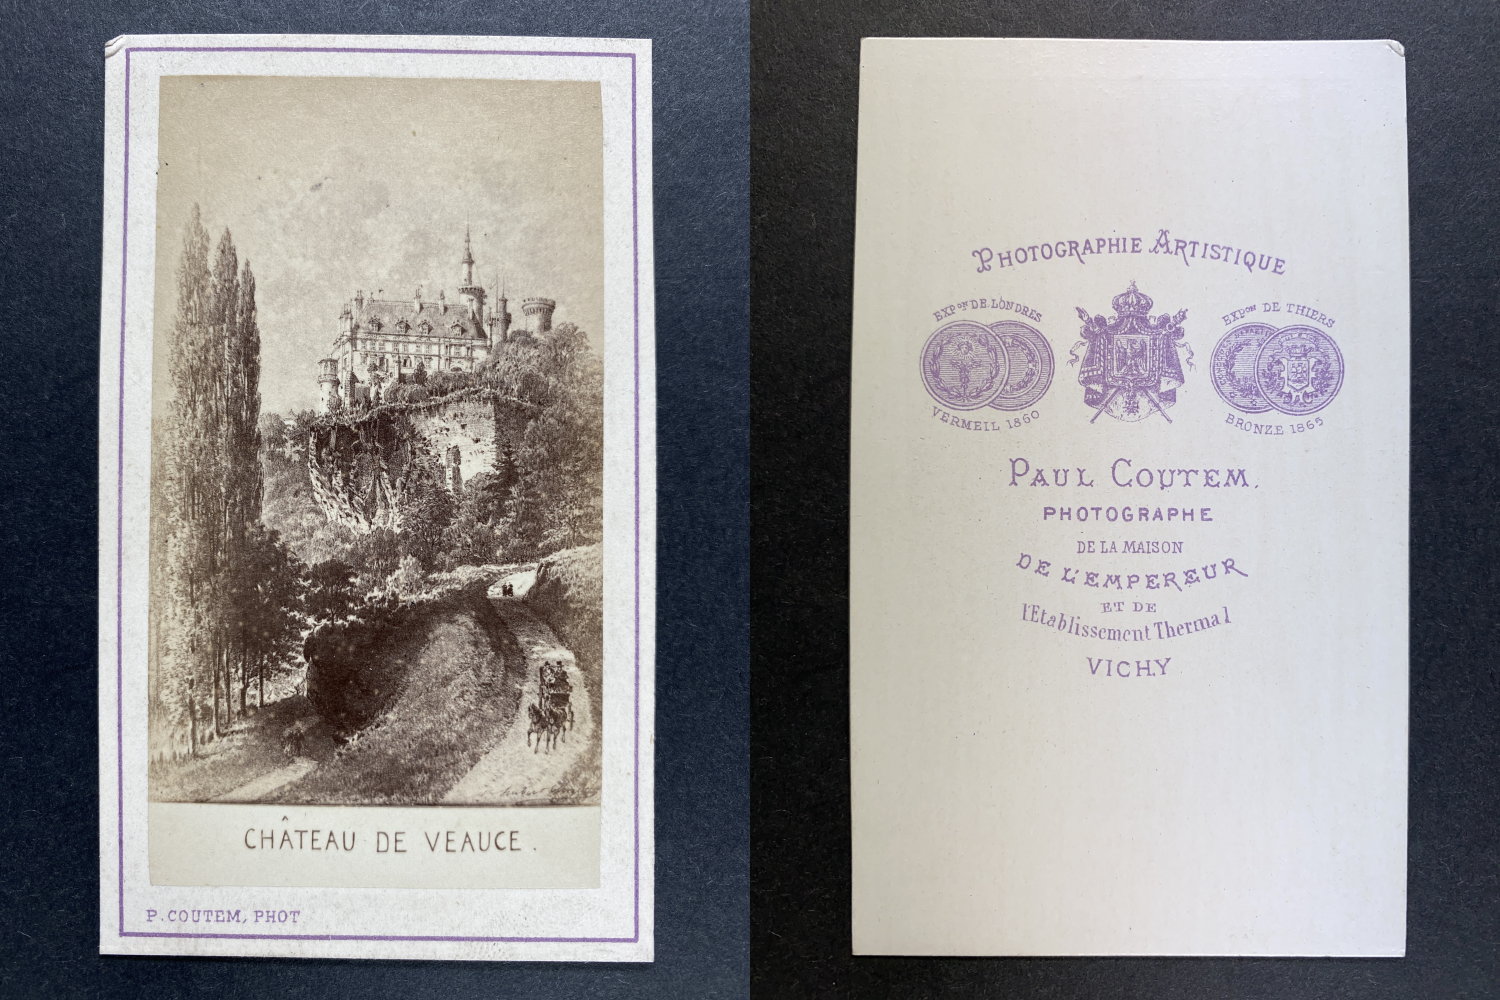 CHÂTEAU DE VEAUCE.
P. COUTEM, PHOT
PHOTOGRAPHIE ARTISTIQUE
EXPon DE LONDRES
VERMEIL 1860
EXPon DE THIERS
BRONZE 1865
PAUL COUTEM.
PHOTOGRAPHE
DE LA MAISON
DE L'EMPEREUR
ET DE
l'Etablissement Thermal
VICHY